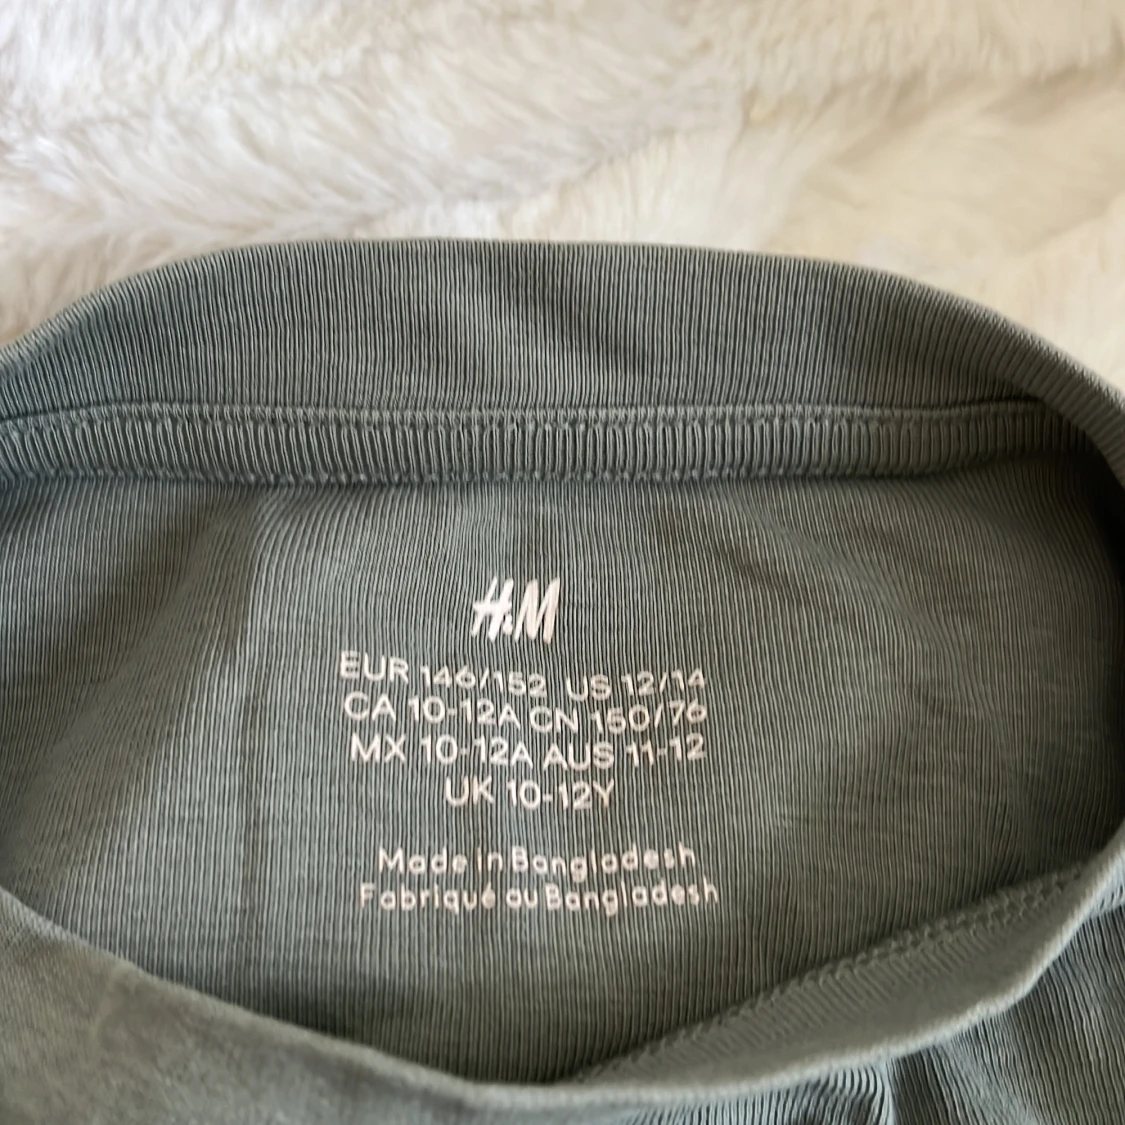 H&M
EUR 146/152 US 12/14
CA 10-12A CN 150/76
MX 10-12A AUS 11-12
UK 10-12Y
Made in Bangladesh
Fabriqué au Bangladesh